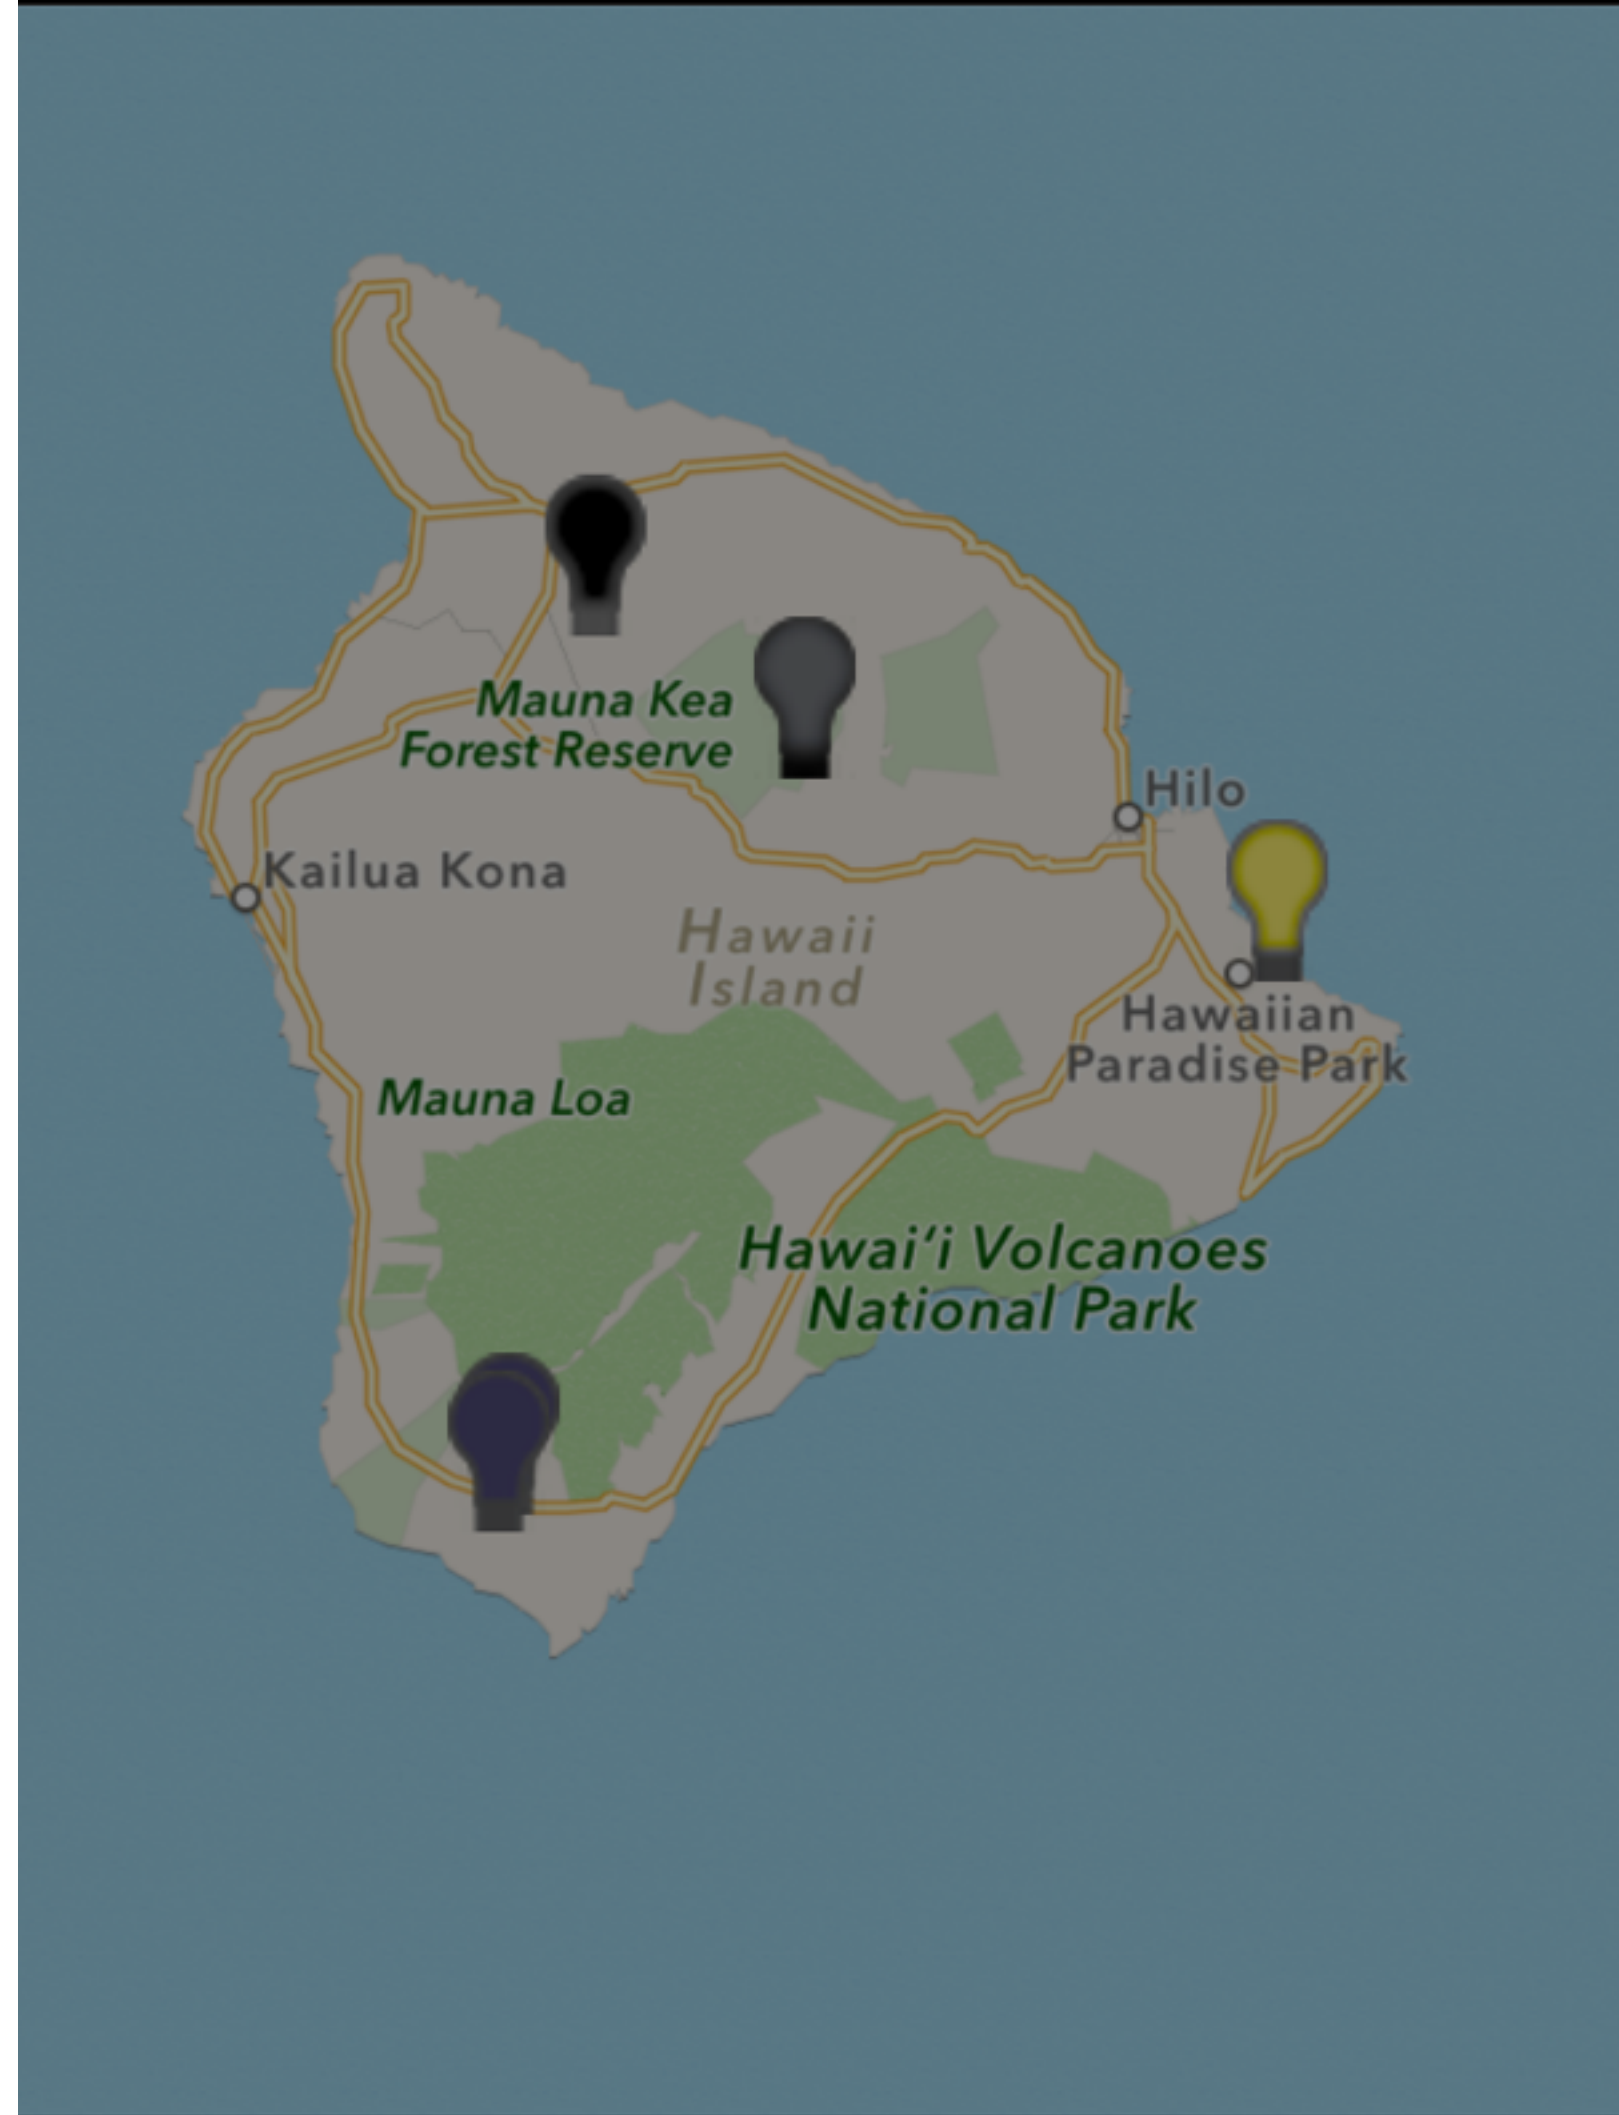 Mauna Kea
Forest Reserve
Hilo
Kailua Kona
Hawaii
Island
Hawaiian
Paradise Park
Mauna Loa
Hawai‘i Volcanoes
National Park